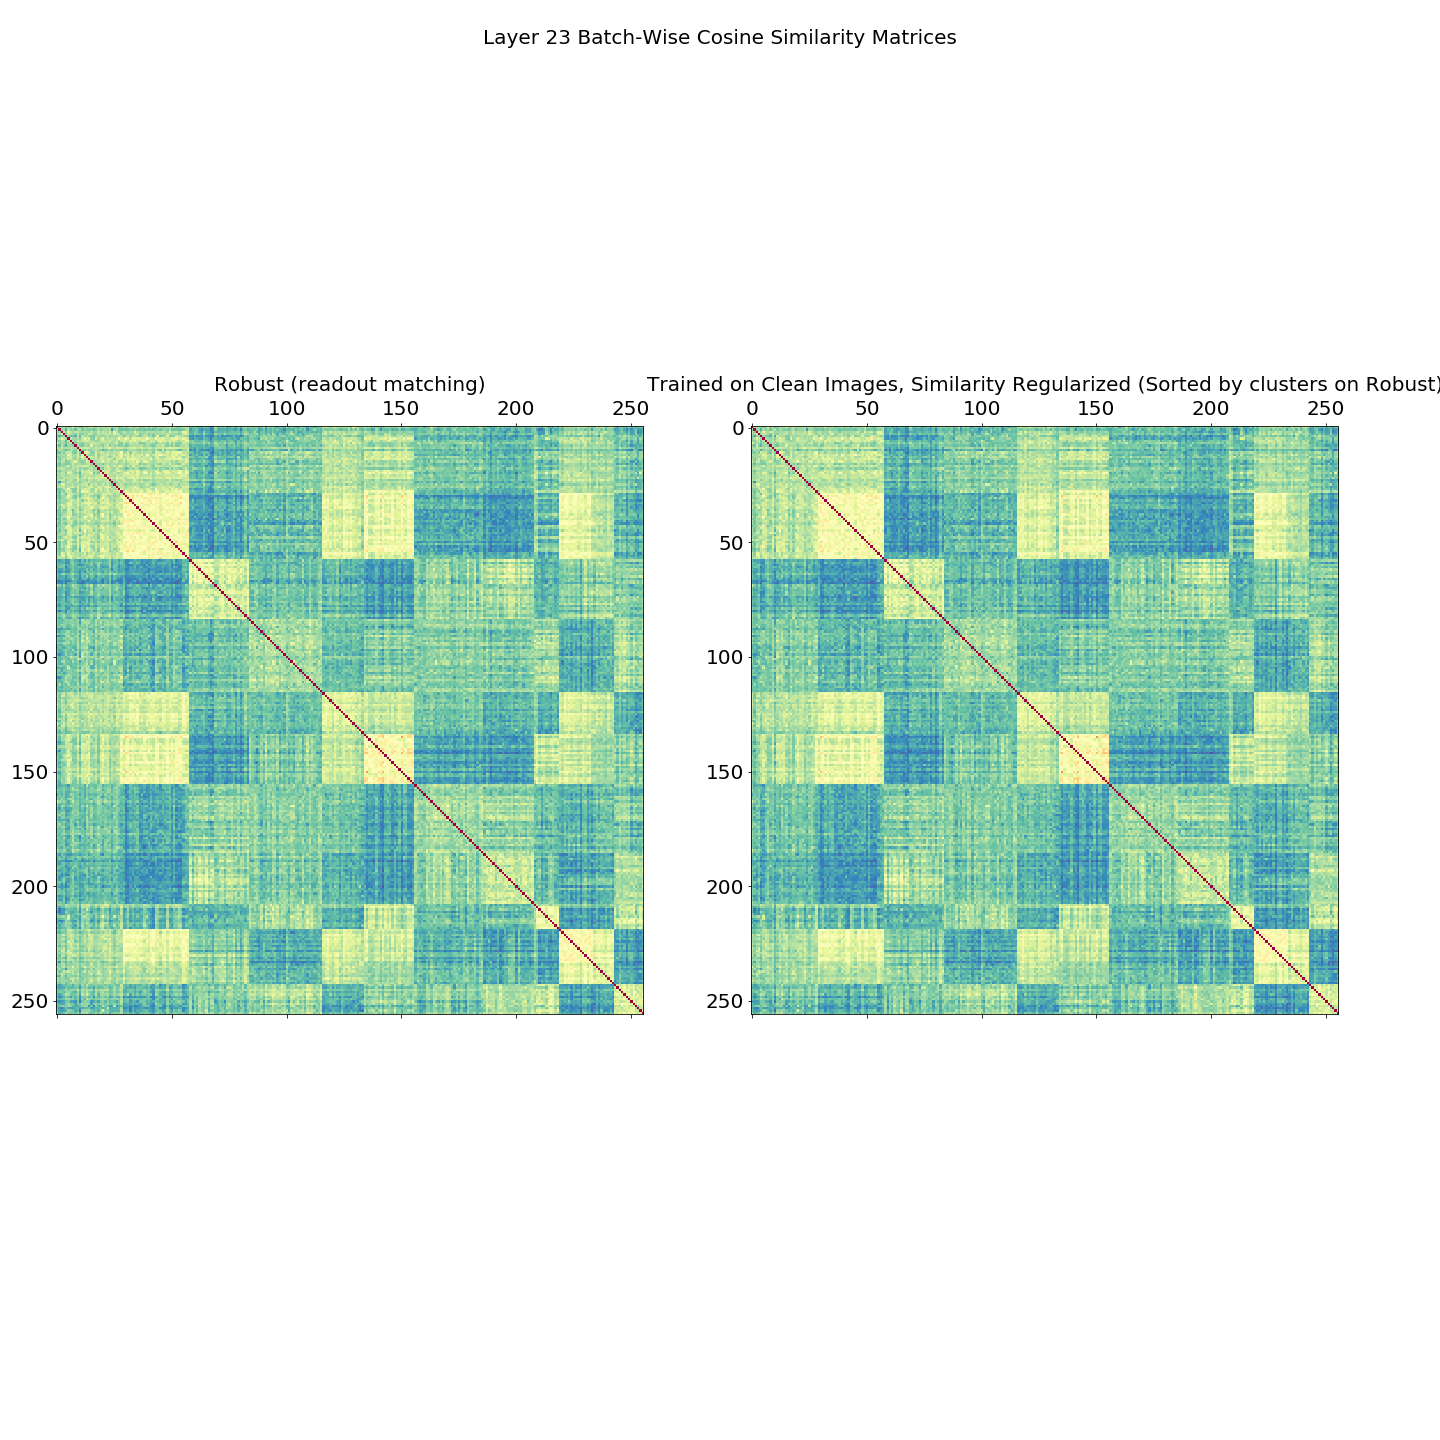 Layer 23 Batch-Wise Cosine Similarity Matrices
Robust (readout matching)
Trained on Clean Images, Similarity Regularized (Sorted by clusters on Robust)
0 50 100 150 200 250
0 50 100 150 200 250
0
50
100
150
200
250
0
50
100
150
200
250